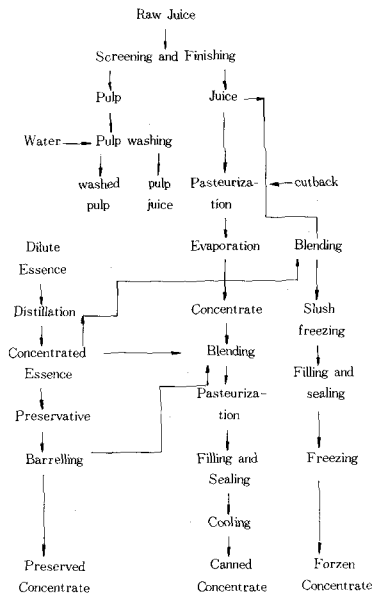 Raw Juice
Screening and Finishing
Pulp
Juice
Water
Pulp washing
washed
pulp
pulp
juice
Pasteuriza-
tion
cutback
Dilute
Essence
Evaporation
Blending
Distillation
Concentrate
Slush
freezing
Concentrated
Essence
Blending
Filling and
sealing
Preservative
Pasteuriza-
tion
Barrelling
Filling and
Sealing
Freezing
Cooling
Preserved
Concentrate
Canned
Concentrate
Forzen
Concentrate